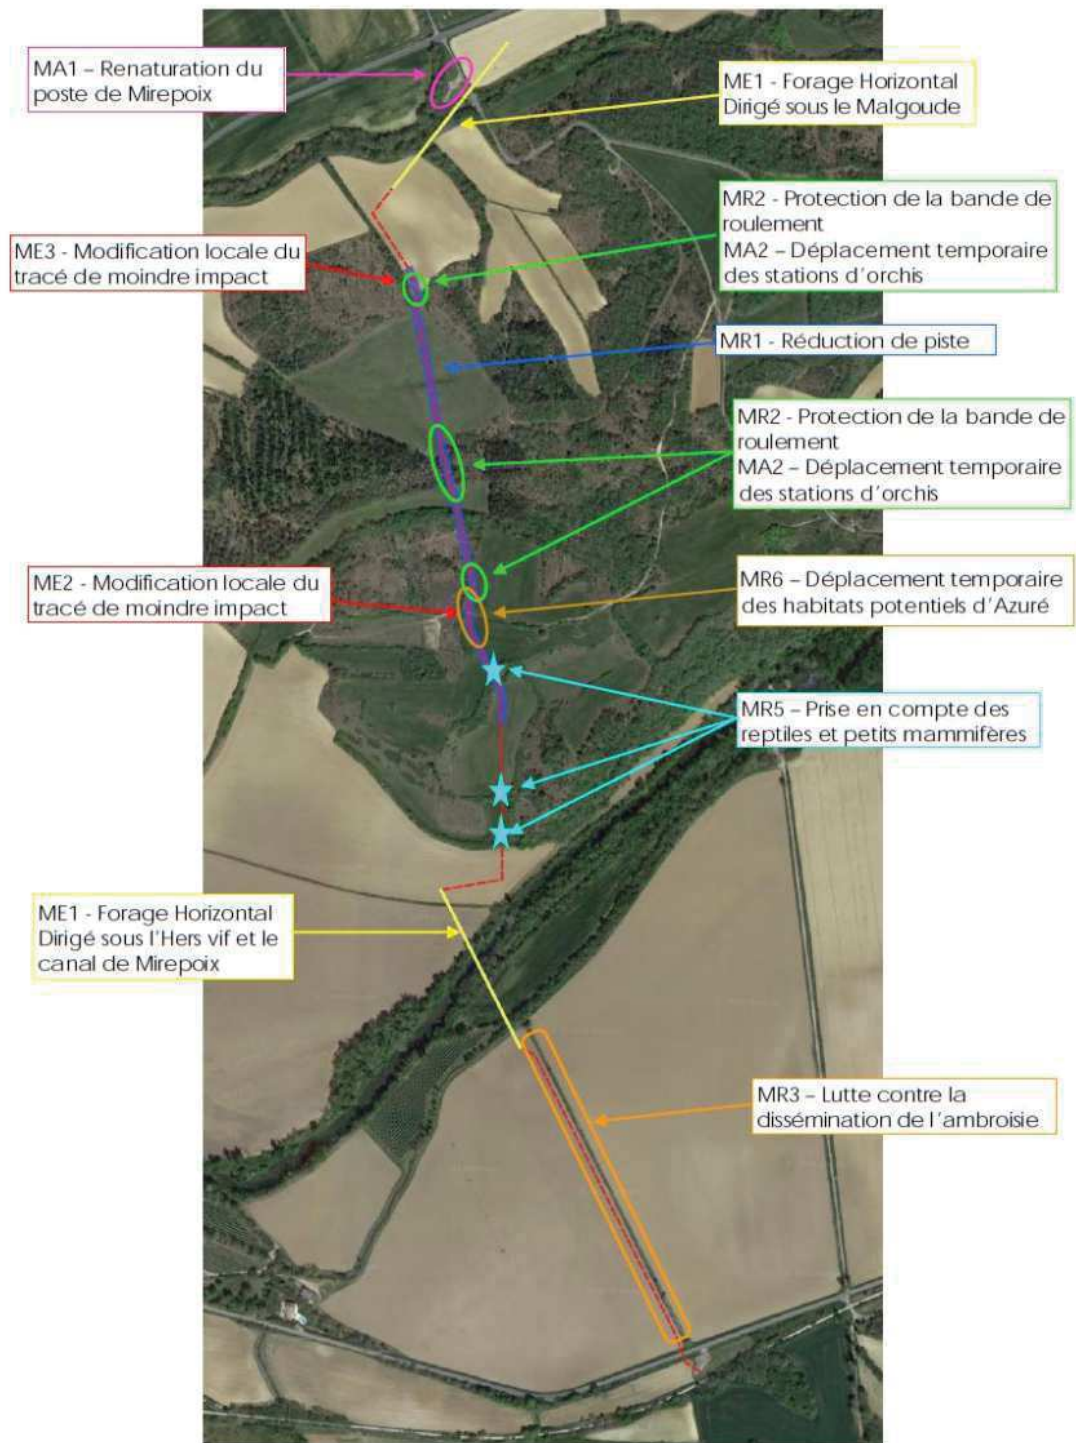 MA1 – Renaturation du
poste de Mirepoix
ME1 - Forage Horizontal
Dirigé sous le Malgoude
MR2 - Protection de la bande de
roulement
MA2 – Déplacement temporaire
des stations d'orchis
ME3 - Modification locale du
tracé de moindre impact
MR1 - Réduction de piste
MR2 - Protection de la bande de
roulement
MA2 – Déplacement temporaire
des stations d'orchis
ME2 - Modification locale du
tracé de moindre impact
MR6 – Déplacement temporaire
des habitats potentiels d'Azuré
MR5 – Prise en compte des
reptiles et petits mammifères
ME1 - Forage Horizontal
Dirigé sous l'Hers vif et le
canal de Mirepoix
MR3 – Lutte contre la
dissémination de l'ambroisie